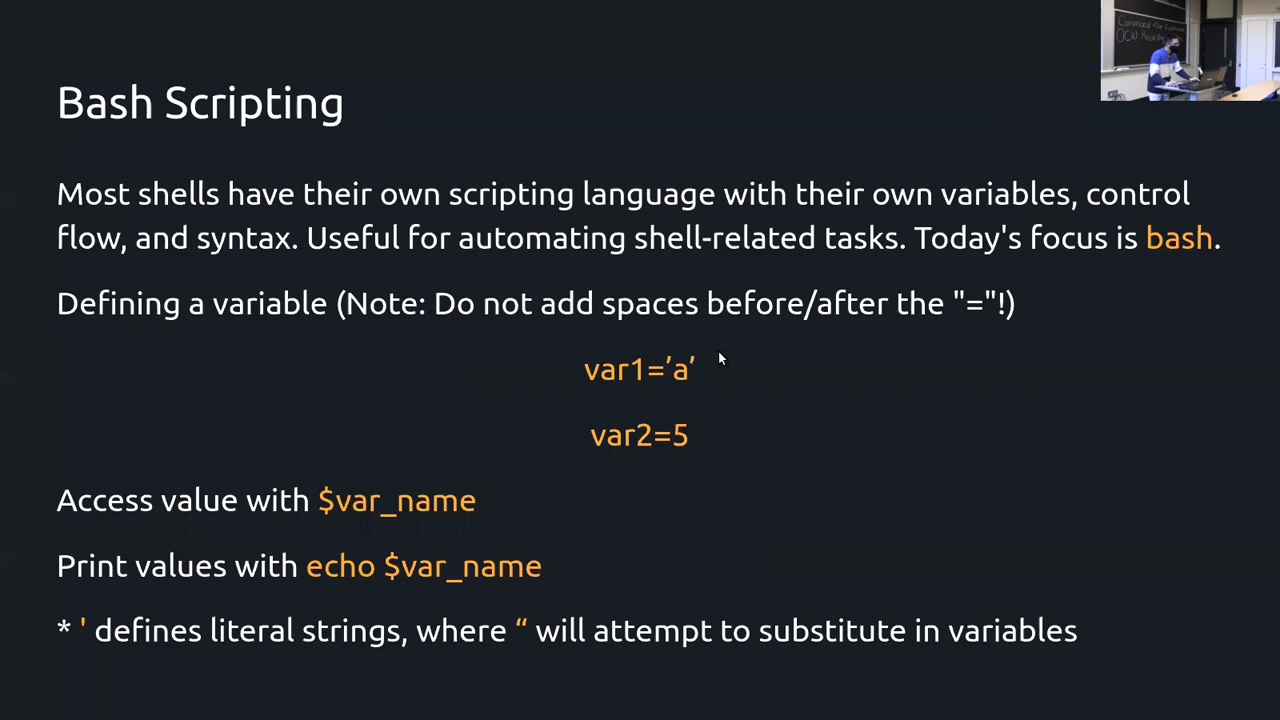 Command-line
OCW
Bash Scripting
Most shells have their own scripting language with their own variables, control
flow, and syntax. Useful for automating shell-related tasks. Today's focus is bash.
Defining a variable (Note: Do not add spaces before/after the "="!)
var1=’a’
var2=5
Access value with $var_name
Print values with echo $var_name
* ' defines literal strings, where “ will attempt to substitute in variables